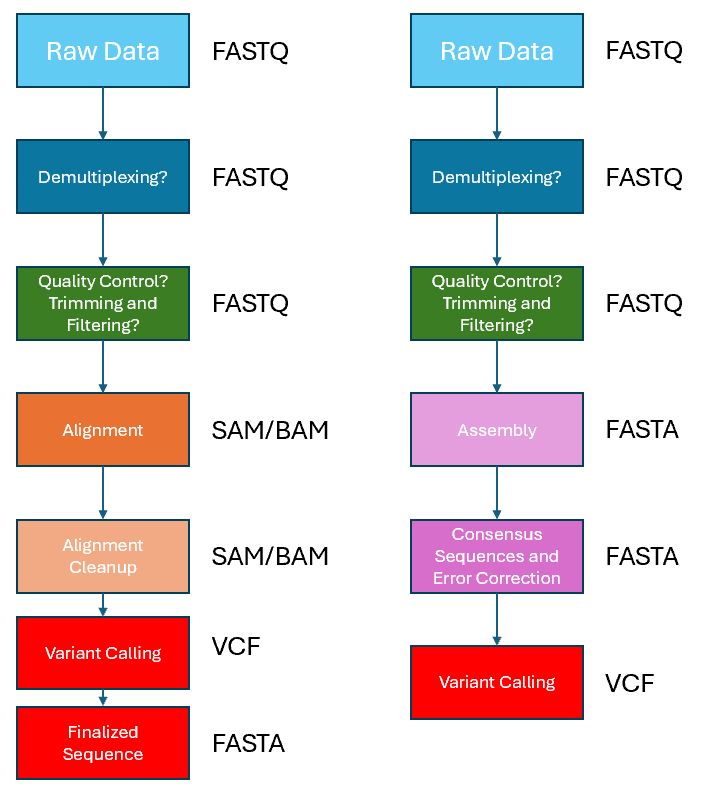 Raw Data
FASTQ
Demultiplexing?
FASTQ
Quality Control?
Trimming and
Filtering?
FASTQ
Alignment
SAM/BAM
Alignment
Cleanup
SAM/BAM
Variant Calling
VCF
Finalized
Sequence
FASTA
Raw Data
FASTQ
Demultiplexing?
FASTQ
Quality Control?
Trimming and
Filtering?
FASTQ
Assembly
FASTA
Consensus
Sequences and
Error Correction
FASTA
Variant Calling
VCF